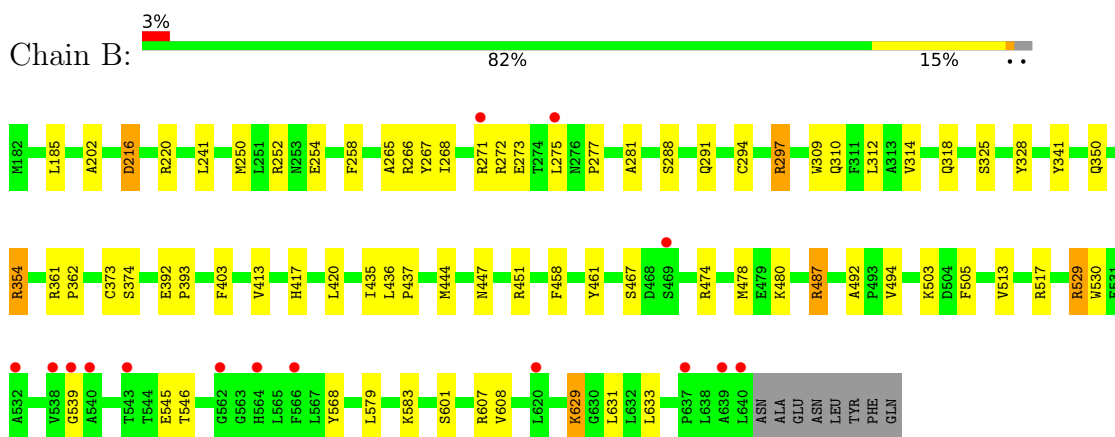 3%
Chain B:
82% 15% • •
M182 L185 A202 D216 R220 L241 M250 L251 R252 N253 E254 F258 A265 R266 Y267 I268 R271 R272 E273 T274 L275 N276 P277 A281 S288 Q291 C294 R297 W309 Q310 F311 L312 A313 V314 Q318 S325 Y328 Y341 Q350
R354 R361 P362 C373 S374 E392 P393 F403 V413 H417 L420 I435 L436 P437 M444 N447 R451 F458 Y461 S467 D468 S469 R474 M478 E479 K480 R487 A492 P493 V494 K503 D504 F505 V513 R517 R529 W530 E531
A532 V538 G539 A540 T543 T544 E545 T546 G562 G563 H564 L565 F566 L567 Y568 L579 K583 S601 R607 V608 L620 K629 G630 L631 L632 L633 P637 L638 A639 L640 ASN ALA GLU ASN LEU TYR PHE GLN